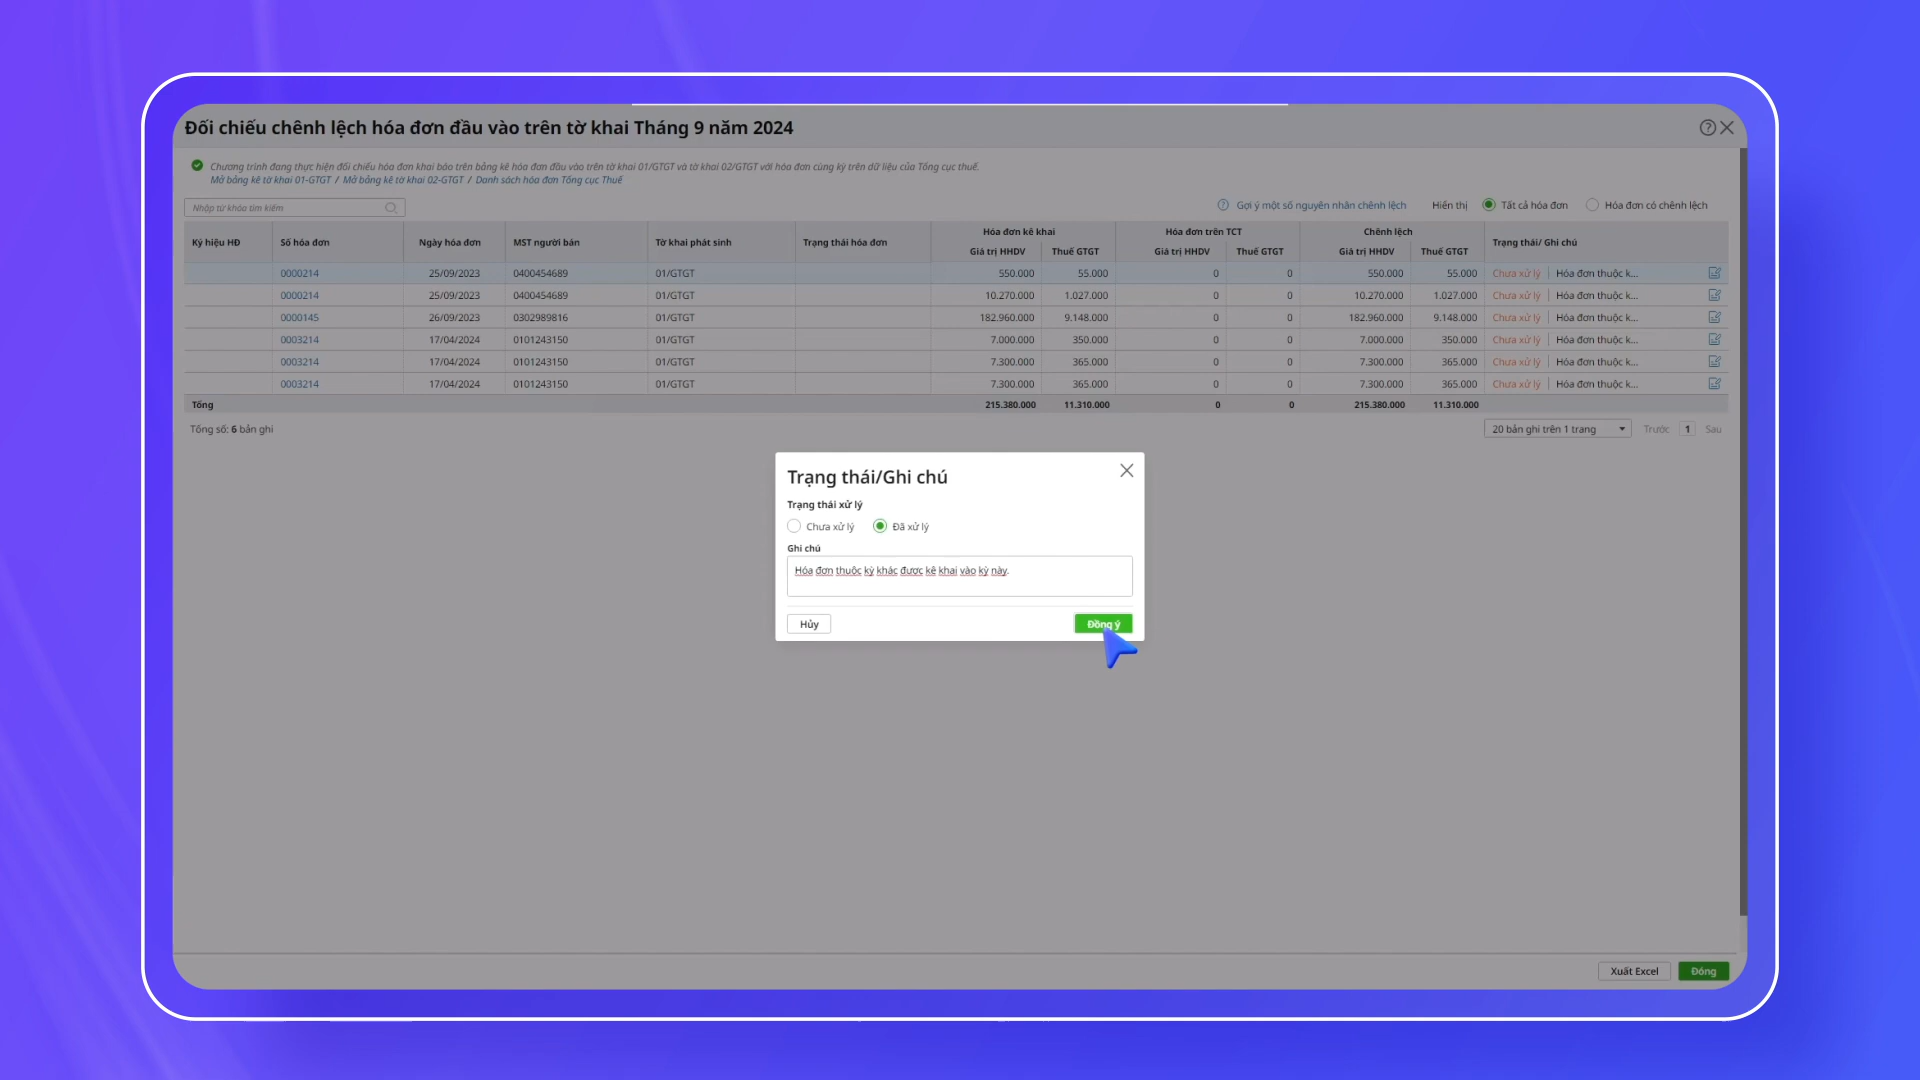 Đối chiếu chênh lệch hóa đơn đầu vào trên tờ khai Tháng 9 năm 2024
Chương trình đang thực hiện đối chiếu hóa đơn khai báo trên bảng kê hóa đơn đầu vào trên tờ khai 01/GTGT và tờ khai 02/GTGT với hóa đơn cùng kỳ trên dữ liệu của Tổng cục thuế.
Mở bảng kê tờ khai 01-GTGT / Mở bảng kê tờ khai 02-GTGT / Danh sách hóa đơn Tổng cục Thuế
Nhập từ khóa tìm kiếm
Gợi ý một số nguyên nhân chênh lệch Hiển thị Tất cả hóa đơn Hóa đơn có chênh lệch
Ký hiệu HĐ Số hóa đơn Ngày hóa đơn MST người bán Tờ khai phát sinh Trạng thái hóa đơn Hóa đơn kê khai Hóa đơn trên TCT Chênh lệch Trạng thái/ Ghi chú
Giá trị HHDV Thuế GTGT Giá trị HHDV Thuế GTGT Giá trị HHDV Thuế GTGT
0000214 25/09/2023 0400454689 01/GTGT 550.000 55.000 0 0 550.000 55.000 Chưa xử lý Hóa đơn thuộc k...
0000214 25/09/2023 0400454689 01/GTGT 10.270.000 1.027.000 0 0 10.270.000 1.027.000 Chưa xử lý Hóa đơn thuộc k...
0000145 26/09/2023 0302989816 01/GTGT 182.960.000 9.148.000 0 0 182.960.000 9.148.000 Chưa xử lý Hóa đơn thuộc k...
0003214 17/04/2024 0101243150 01/GTGT 7.000.000 350.000 0 0 7.000.000 350.000 Chưa xử lý Hóa đơn thuộc k...
0003214 17/04/2024 0101243150 01/GTGT 7.300.000 365.000 0 0 7.300.000 365.000 Chưa xử lý Hóa đơn thuộc k...
0003214 17/04/2024 0101243150 01/GTGT 7.300.000 365.000 0 0 7.300.000 365.000 Chưa xử lý Hóa đơn thuộc k...
Tổng 215.380.000 11.310.000 0 0 215.380.000 11.310.000
Tổng số: 6 bản ghi 20 bản ghi trên 1 trang Trước 1 Sau
Trạng thái/Ghi chú
Trạng thái xử lý
Chưa xử lý Đã xử lý
Ghi chú
Hóa đơn thuộc kỳ khác được kê khai vào kỳ này.
Hủy Đồng ý
Xuất Excel Đóng